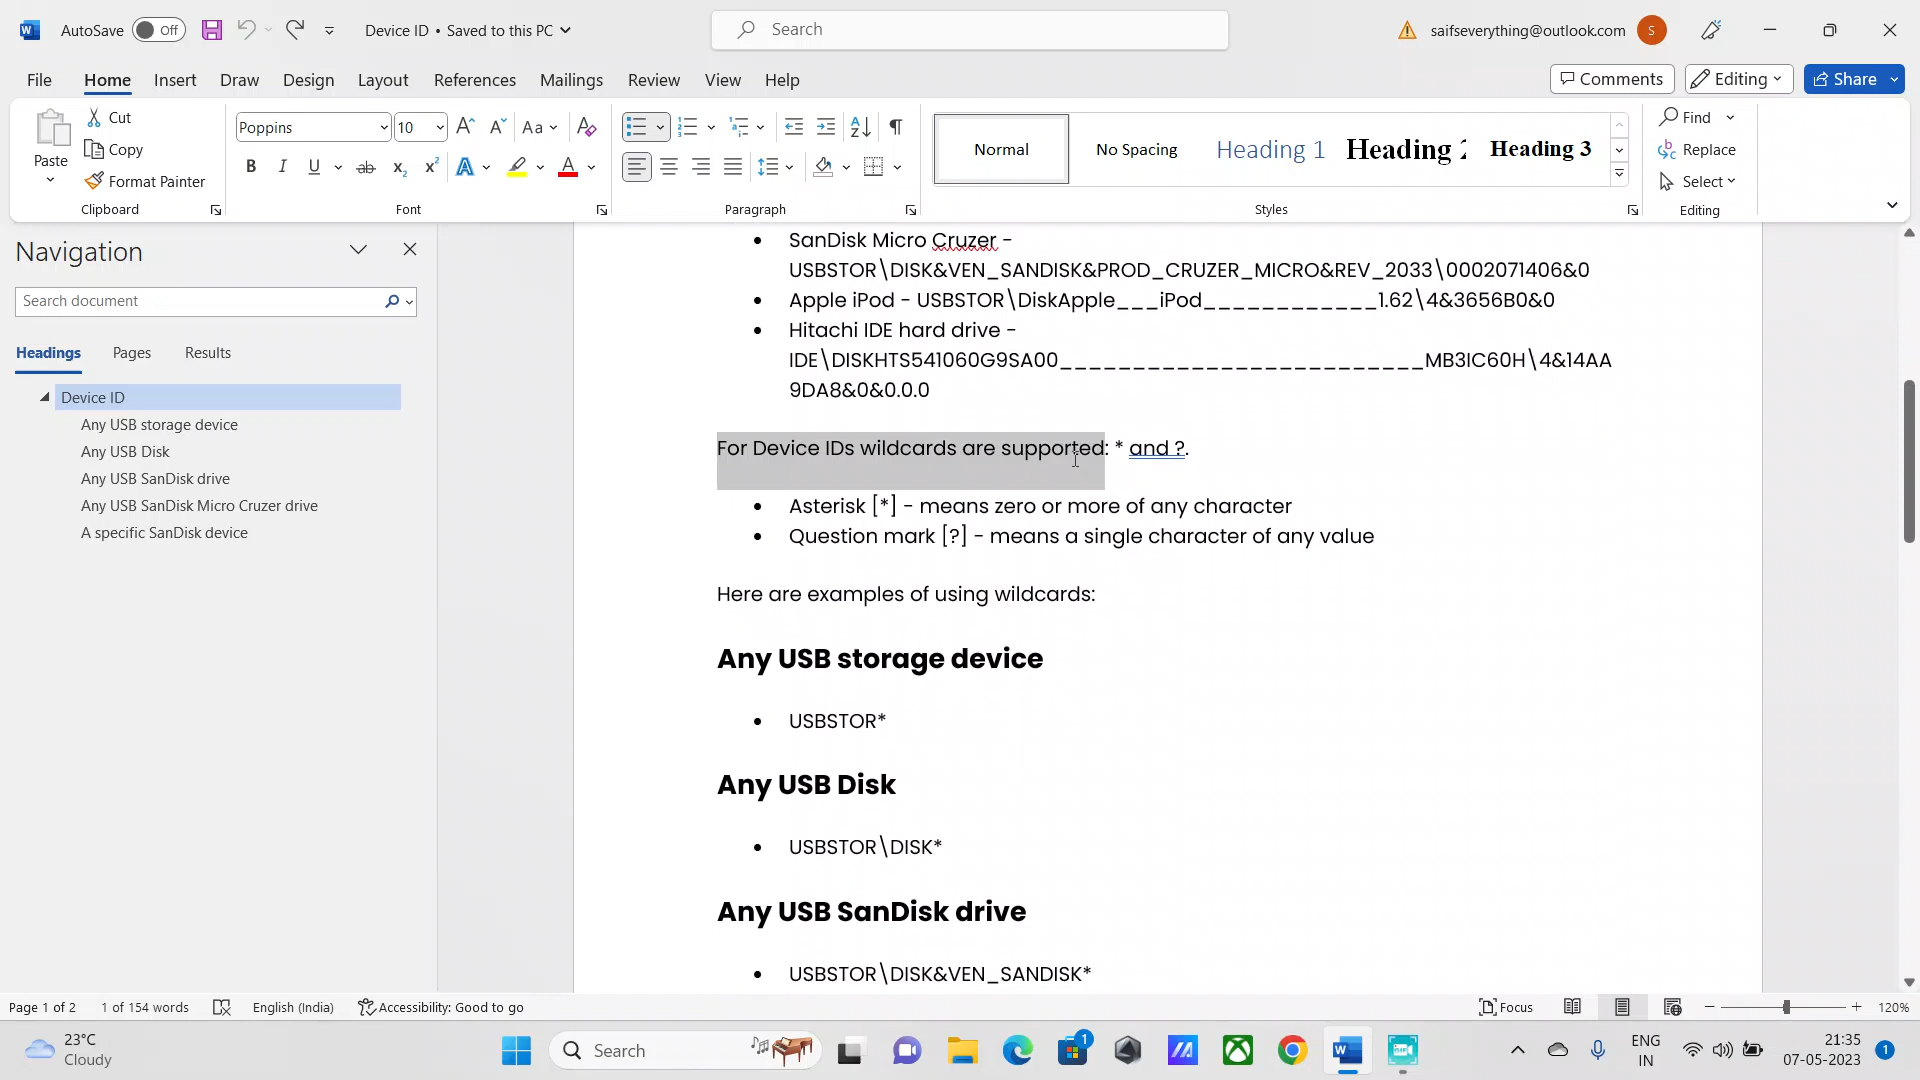 AutoSave Off Device ID • Saved to this PC Search saifseverything@outlook.com S
File Home Insert Draw Design Layout References Mailings Review View Help Comments Editing Share
Paste Cut Copy Format Painter
Poppins 10 Aa
B I U ab x₂ x² A A
Normal No Spacing Heading 1 Heading 2 Heading 3
Find
Replace
Select
Clipboard Font Paragraph Styles Editing
Navigation
Search document
Headings Pages Results
Device ID
Any USB storage device
Any USB Disk
Any USB SanDisk drive
Any USB SanDisk Micro Cruzer drive
A specific SanDisk device
• SanDisk Micro Cruzer -
USBSTOR\DISK&VEN_SANDISK&PROD_CRUZER_MICRO&REV_2033\0002071406&0
• Apple iPod - USBSTOR\DiskApple___iPod____________1.62\4&3656B0&0
• Hitachi IDE hard drive -
IDE\DISKHTS541060G9SA00_________________________MB3IC60H\4&14AA
9DA8&0&0.0.0
For Device IDs wildcards are supported: * and ?.
• Asterisk [*] - means zero or more of any character
• Question mark [?] - means a single character of any value
Here are examples of using wildcards:
Any USB storage device
• USBSTOR*
Any USB Disk
• USBSTOR\DISK*
Any USB SanDisk drive
• USBSTOR\DISK&VEN_SANDISK*
Page 1 of 2 1 of 154 words English (India) Accessibility: Good to go Focus 120%
23°C
Cloudy
Search
1
ENG
IN
21:35
07-05-2023
1